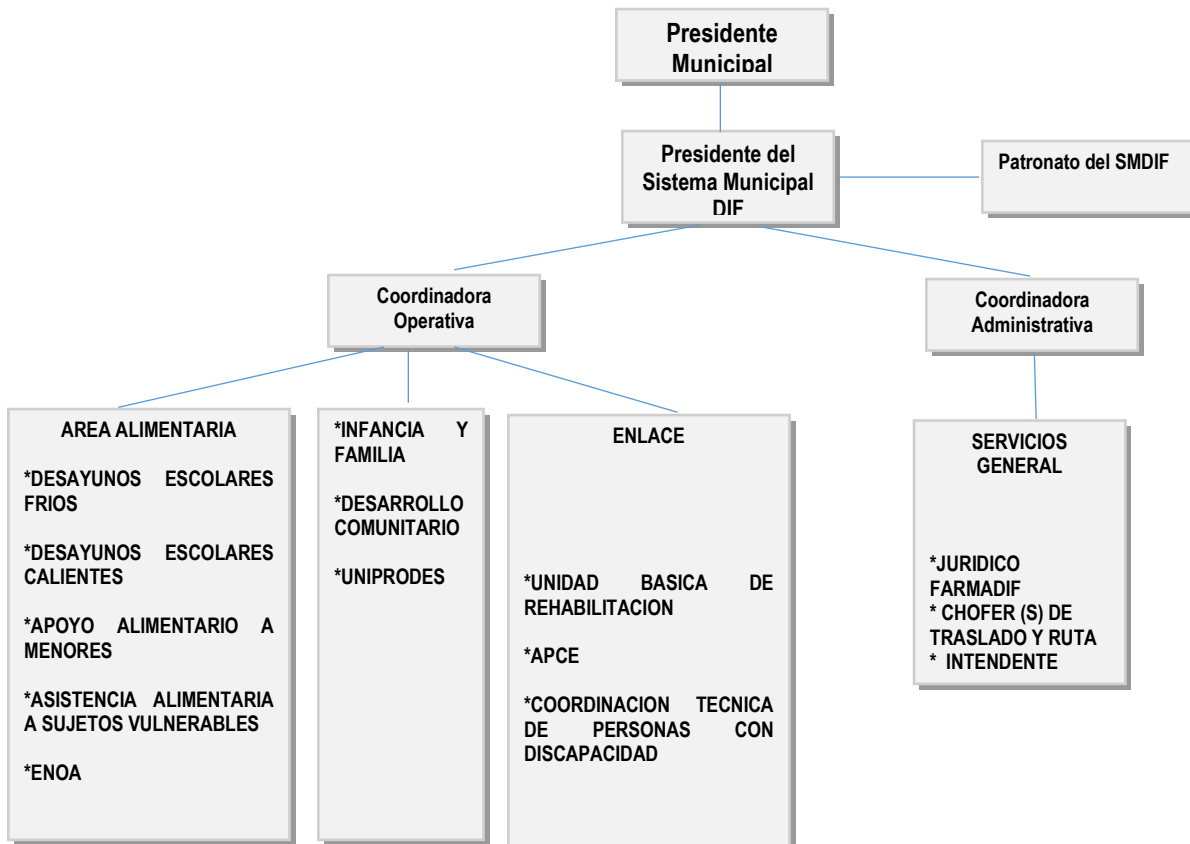 Presidente
Municipal
Presidente del
Sistema Municipal
DIF
Patronato del SMDIF
Coordinadora
Operativa
Coordinadora
Administrativa
AREA ALIMENTARIA
*DESAYUNOS ESCOLARES
FRIOS
*DESAYUNOS ESCOLARES
CALIENTES
*APOYO ALIMENTARIO A
MENORES
*ASISTENCIA ALIMENTARIA
A SUJETOS VULNERABLES
*ENOA
*INFANCIA Y
FAMILIA
*DESARROLLO
COMUNITARIO
*UNIPRODES
ENLACE
*UNIDAD BASICA DE
REHABILITACION
*APCE
*COORDINACION TECNICA
DE PERSONAS CON
DISCAPACIDAD
SERVICIOS
GENERAL
*JURIDICO
FARMADIF
* CHOFER (S) DE
TRASLADO Y RUTA
* INTENDENTE